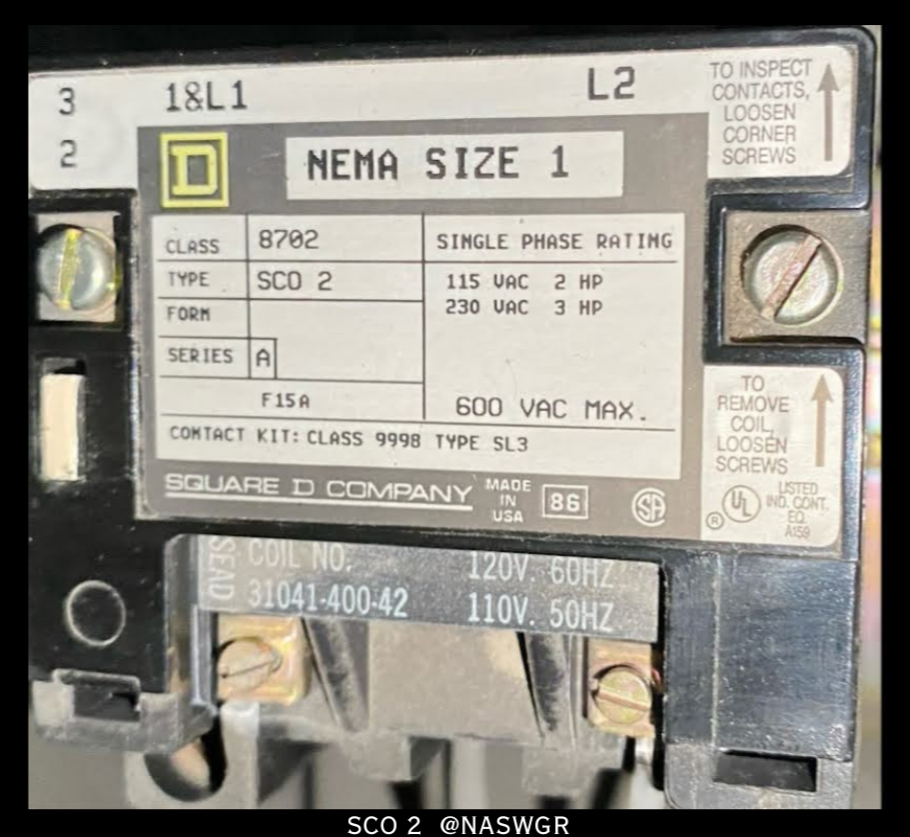 3
1&L1
L2
TO INSPECT
CONTACTS,
LOOSEN
CORNER
SCREWS
2
D
NEMA SIZE 1
CLASS 8702
SINGLE PHASE RATING
TYPE SCO 2
115 VAC 2 HP
FORM
230 VAC 3 HP
SERIES A
F15A
600 VAC MAX.
CONTACT KIT: CLASS 9998 TYPE SL3
TO
REMOVE
COIL,
LOOSEN
SCREWS
SQUARE D COMPANY
MADE
IN
USA
86
SA
® UL
LISTED
IND. CONT.
EQ.
A159
COIL NO. 120V. 60HZ
31041-400-42 110V. 50HZ
SCO 2 @NASWGR